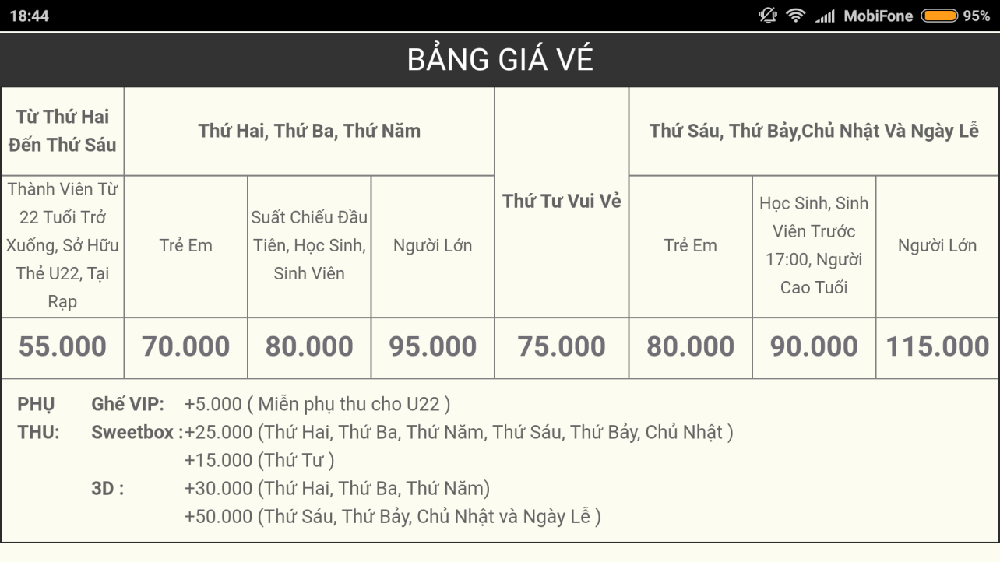 18:44 MobiFone 95%
BẢNG GIÁ VÉ
Từ Thứ Hai
Đến Thứ Sáu
Thứ Hai, Thứ Ba, Thứ Năm
Thứ Tư Vui Vẻ
Thứ Sáu, Thứ Bảy,Chủ Nhật Và Ngày Lễ
Thành Viên Từ
22 Tuổi Trở
Xuống, Sở Hữu
Thẻ U22, Tại
Rạp
Trẻ Em
Suất Chiếu Đầu
Tiên, Học Sinh,
Sinh Viên
Người Lớn
Trẻ Em
Học Sinh, Sinh
Viên Trước
17:00, Người
Cao Tuổi
Người Lớn
55.000 70.000 80.000 95.000 75.000 80.000 90.000 115.000
PHỤ Ghế VIP: +5.000 ( Miễn phụ thu cho U22 )
THU: Sweetbox :+25.000 (Thứ Hai, Thứ Ba, Thứ Năm, Thứ Sáu, Thứ Bảy, Chủ Nhật )
+15.000 (Thứ Tư )
3D : +30.000 (Thứ Hai, Thứ Ba, Thứ Năm)
+50.000 (Thứ Sáu, Thứ Bảy, Chủ Nhật và Ngày Lễ )